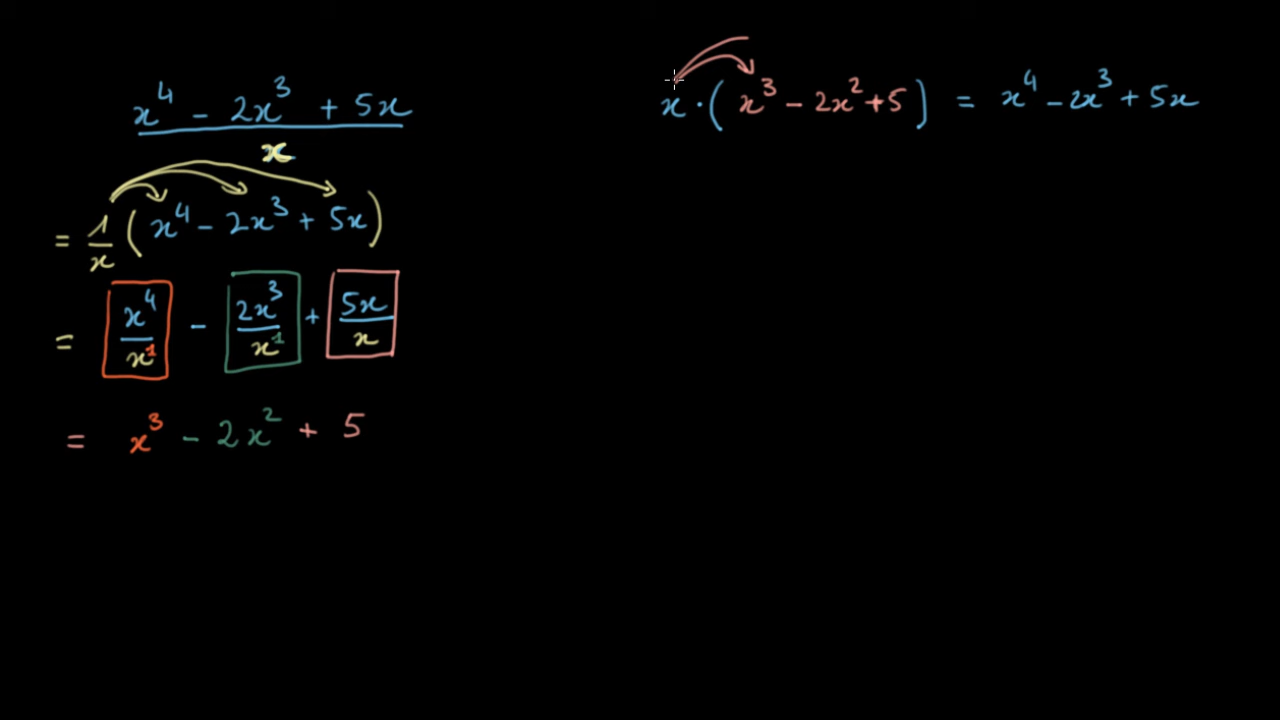 x⁴ - 2x³ + 5x
x
= 1/x (x⁴ - 2x³ + 5x)
= x⁴/x¹ - 2x³/x¹ + 5x/x
= x³ - 2x² + 5
x · (x³ - 2x² + 5) = x⁴ - 2x³ + 5x